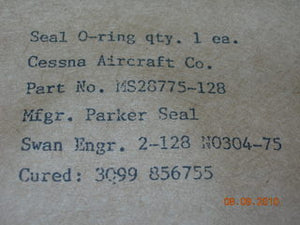 Seal O-ring qty. 1 ea.
Cessna Aircraft Co.
Part No. MS28775-128
Mfgr. Parker Seal
Swan Engr. 2-128 N0304-75
Cured: 3Q99 856755
09.09.2010